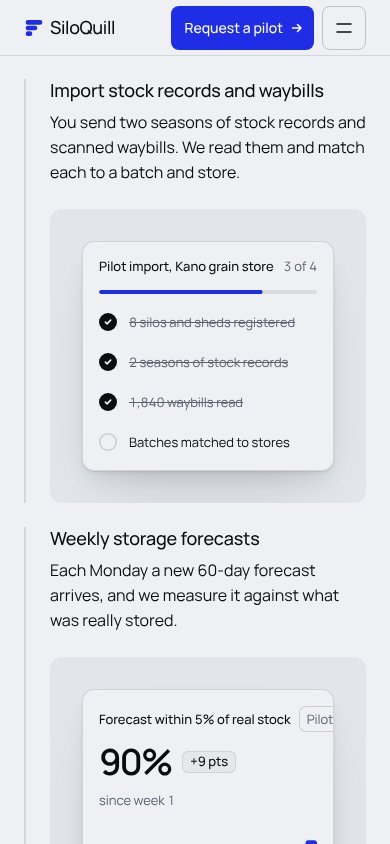 SiloQuill
Request a pilot
Import stock records and waybills
You send two seasons of stock records and
scanned waybills. We read them and match
each to a batch and store.
Pilot import, Kano grain store 3 of 4
8 silos and sheds registered
2 seasons of stock records
1,840 waybills read
Batches matched to stores
Weekly storage forecasts
Each Monday a new 60-day forecast
arrives, and we measure it against what
was really stored.
Forecast within 5% of real stock Pilot
90% +9 pts
since week 1